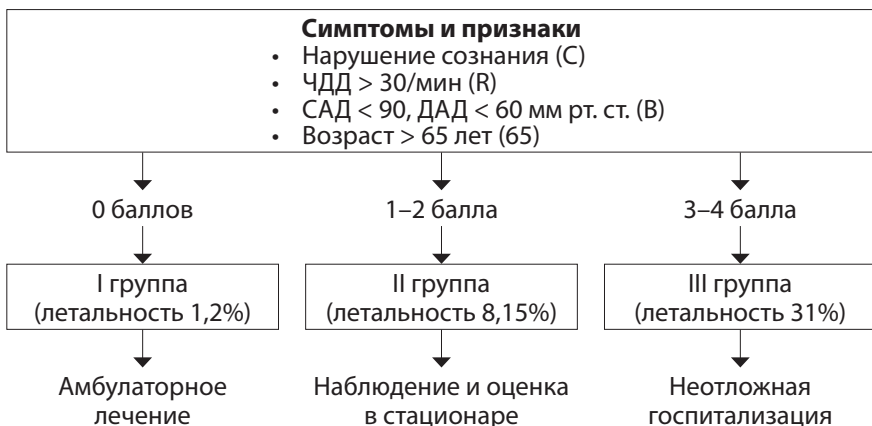 Симптомы и признаки
• Нарушение сознания (C)
• ЧДД > 30/мин (R)
• САД < 90, ДАД < 60 мм рт. ст. (B)
• Возраст > 65 лет (65)
0 баллов
1–2 балла
3–4 балла
I группа
(летальность 1,2%)
II группа
(летальность 8,15%)
III группа
(летальность 31%)
Амбулаторное
лечение
Наблюдение и оценка
в стационаре
Неотложная
госпитализация